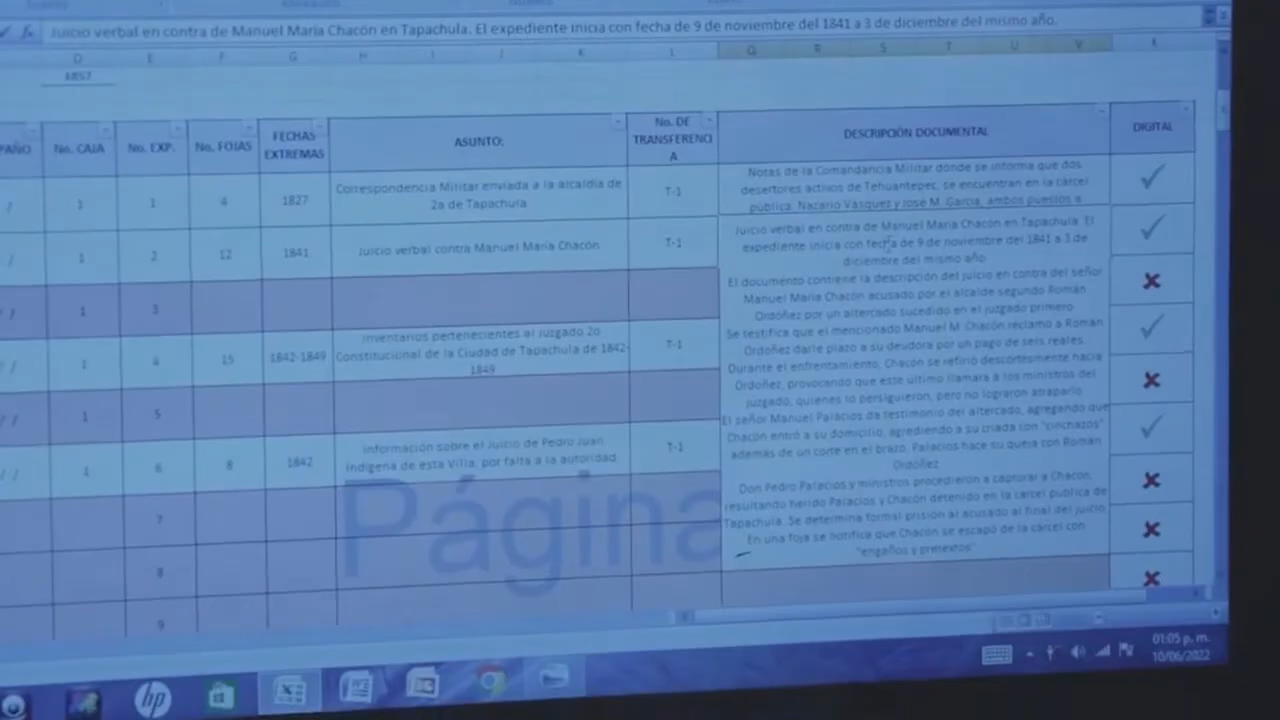 Juicio verbal en contra de Manuel María Chacón en Tapachula. El expediente inicia con fecha de 9 de noviembre del 1841 a 3 de diciembre del mismo año.
D E F G H I J K L Q R S T U V X
1857
No. CAJA No. EXP. No. FOJAS FECHAS EXTREMAS ASUNTO: No. DE TRANSFERENCIA DESCRIPCIÓN DOCUMENTAL DIGITAL
1 1 4 1827
Correspondencia Militar enviada a la alcaldía de
2a de Tapachula
T-1
Notas de la Comandancia Militar donde se informa que dos
desertores activos de Tehuantepec, se encuentran en la cárcel
pública. Nazario Vasquez y José M. García, ambos puestos a
1 2 12 1841
Juicio verbal contra Manuel María Chacón
T-1
Juicio verbal en contra de Manuel María Chacón en Tapachula. El
expediente inicia con fecha de 9 de noviembre del 1841 a 3 de
diciembre del mismo año
El documento contiene la descripción del juicio en contra del señor
Manuel María Chacón acusado por el alcalde segundo Román
Ordóñez por un altercado sucedido en el juzgado primero
Se testifica que el mencionado Manuel M. Chacón reclamo a Román
Ordoñez darle plazo a su deudora por un pago de seis reales.
Durante el enfrentamiento, Chacón se refirió descortesmente hacia
Ordoñez, provocando que este ultimo llamara a los ministros del
juzgado, quienes lo persiguieron, pero no lograron atraparlo
El señor Manuel Palacios da testimonio del altercado, agregando que
Chacón entró a su domicilio, agrediendo a su criada con "cinchazos"
además de un corte en el brazo. Palacios hace su queja con Román
Ordoñez
Don Pedro Palacios y ministros procedieron a capturar a Chacón,
resultando herido Palacios y Chacón detenido en la cárcel publica de
Tapachula. Se determina formal prisión al acusado al final del juicio
En una foja se notifica que Chacón se escapó de la cárcel con
"engaños y pretextos"
1 3
1 4 15 1842-1849
Inventarios pertenecientes al Juzgado 2o
Constitucional de la Ciudad de Tapachula de 1842-
1849
T-1
1 5
1 6 8 1842
Información sobre el Juicio de Pedro Juan
indígena de esta Villa, por falta a la autoridad
T-1
7
8
9
Página
hp
01:05 p. m.
10/06/2022